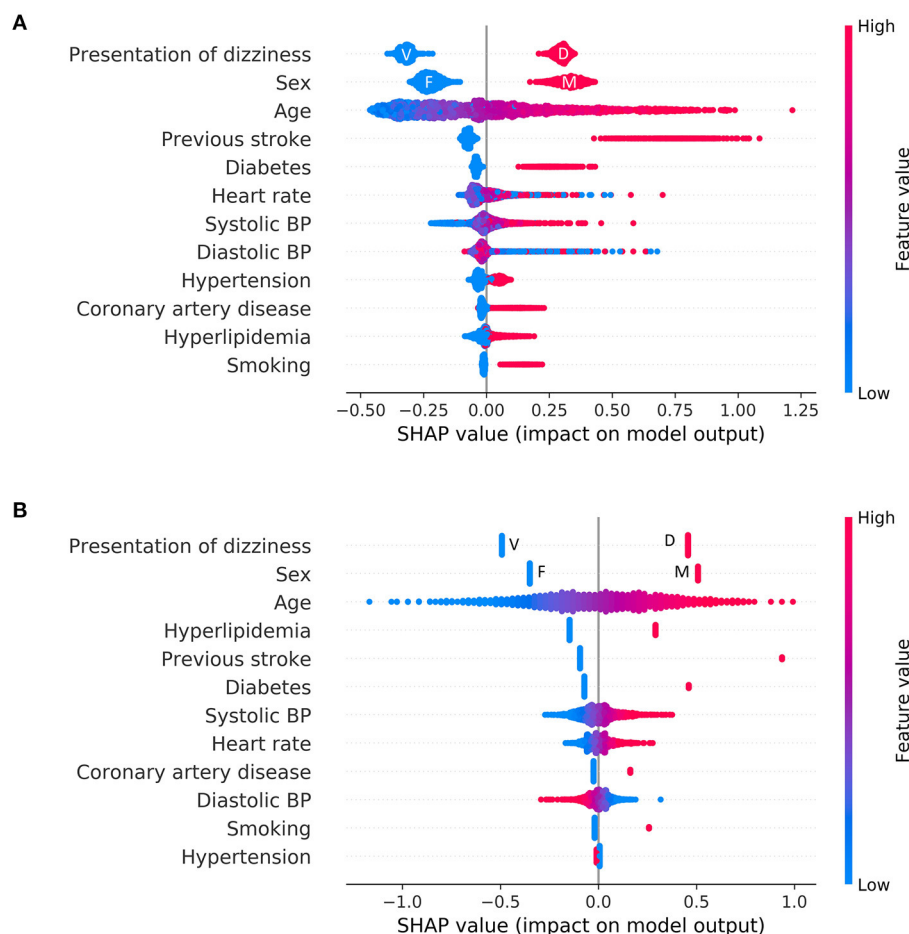 A
High
Presentation of dizziness
V
D
Sex
F
M
Age
Previous stroke
Diabetes
Heart rate
Systolic BP
Diastolic BP
Hypertension
Coronary artery disease
Hyperlipidemia
Smoking
Feature value
Low
−0.50 −0.25 0.00 0.25 0.50 0.75 1.00 1.25
SHAP value (impact on model output)
B
High
Presentation of dizziness
V
D
Sex
F
M
Age
Hyperlipidemia
Previous stroke
Diabetes
Systolic BP
Heart rate
Coronary artery disease
Diastolic BP
Smoking
Hypertension
Feature value
Low
−1.0 −0.5 0.0 0.5 1.0
SHAP value (impact on model output)